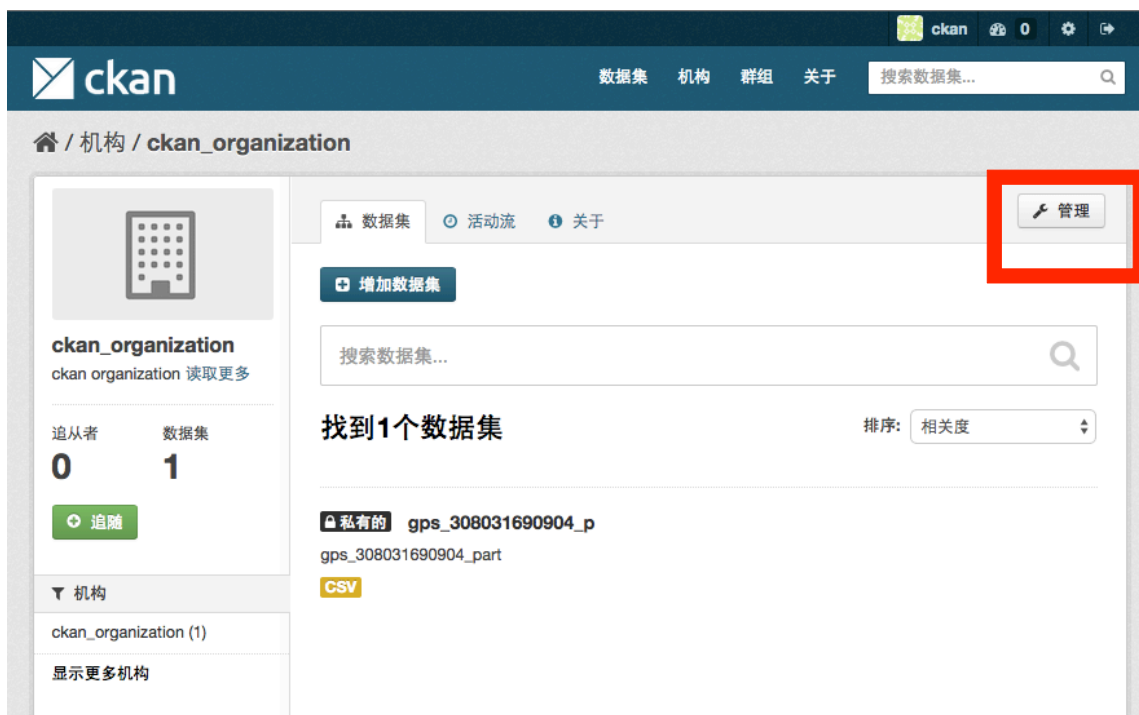 ckan 0
ckan
数据集 机构 群组 关于 搜索数据集...
/ 机构 / ckan_organization
数据集 活动流 关于 管理
增加数据集
ckan_organization
ckan organization 读取更多
搜索数据集...
追从者 数据集
0 1
找到1个数据集 排序: 相关度
追随
私有的 gps_308031690904_p
gps_308031690904_part
CSV
机构
ckan_organization (1)
显示更多机构